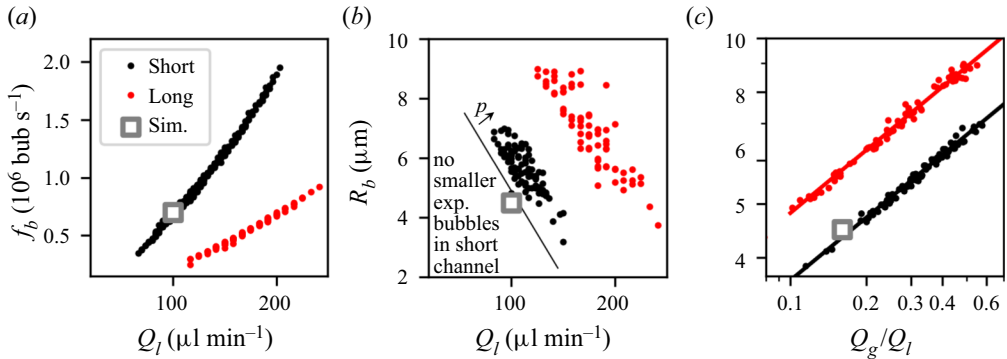 (a)
2.0
1.5
1.0
0.5
f_b (10⁶ bub s⁻¹)
Short
Long
Sim.
100
200
Q_l (µl min⁻¹)
(b)
10
8
6
4
2
R_b (µm)
p
no
smaller
exp.
bubbles
in short
channel
100
200
Q_l (µl min⁻¹)
(c)
10
8
6
5
4
0.1
0.2
0.3
0.4
0.6
Q_g/Q_l